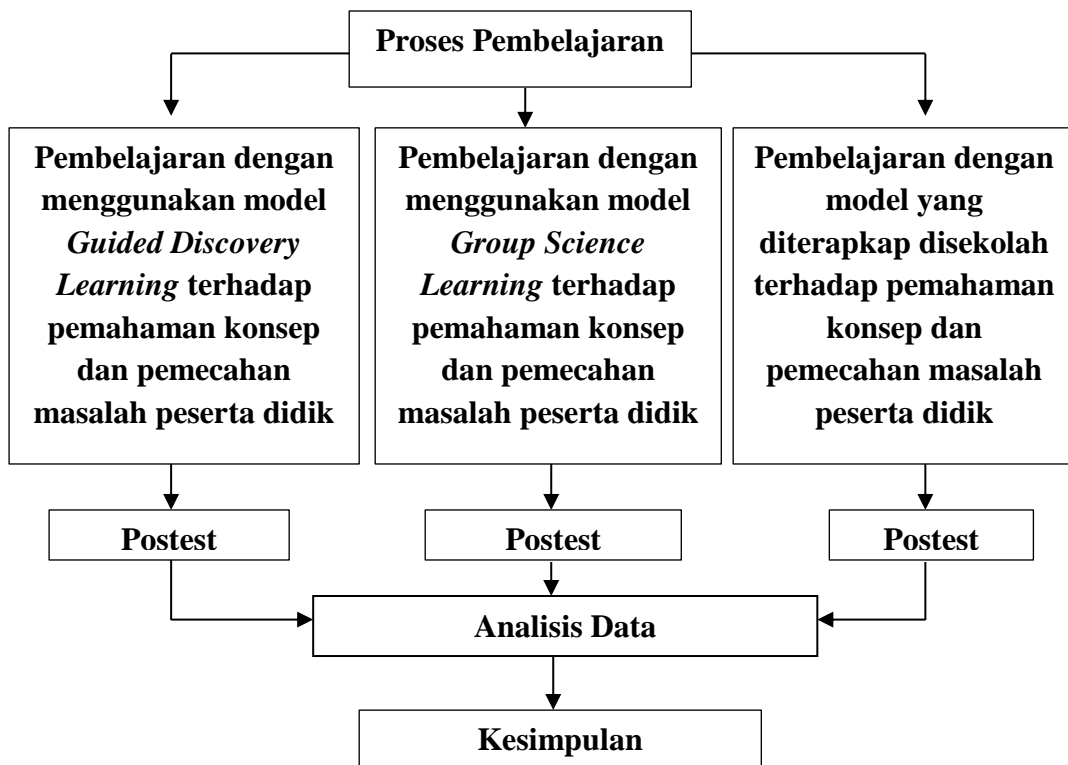 Proses Pembelajaran
Pembelajaran dengan
menggunakan model
Guided Discovery
Learning terhadap
pemahaman konsep
dan pemecahan
masalah peserta didik
Pembelajaran dengan
menggunakan model
Group Science
Learning terhadap
pemahaman konsep
dan pemecahan
masalah peserta didik
Pembelajaran dengan
model yang
diterapkap disekolah
terhadap pemahaman
konsep dan
pemecahan masalah
peserta didik
Postest
Postest
Postest
Analisis Data
Kesimpulan